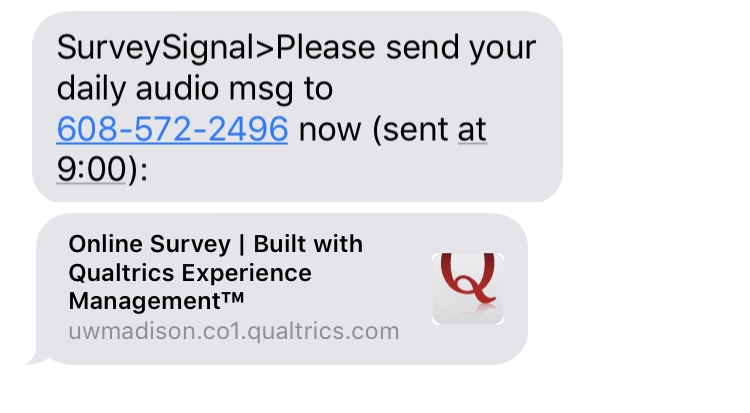 SurveySignal>Please send your
daily audio msg to
608-572-2496 now (sent at
9:00):
Online Survey | Built with
Qualtrics Experience
Management™
uwmadison.co1.qualtrics.com
Q